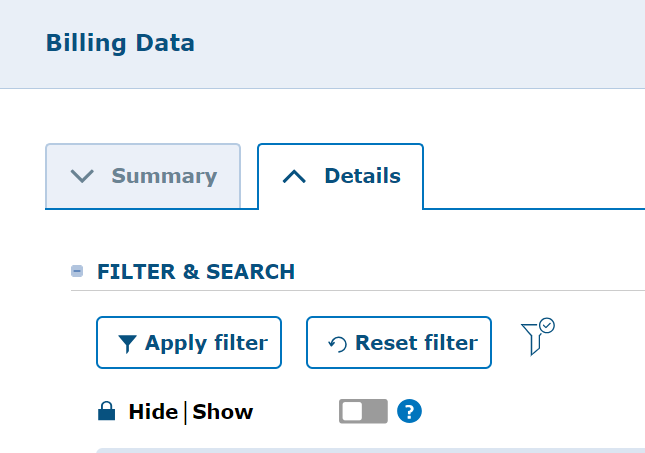 Billing Data
Summary
Details
FILTER & SEARCH
Apply filter
Reset filter
Hide|Show
?